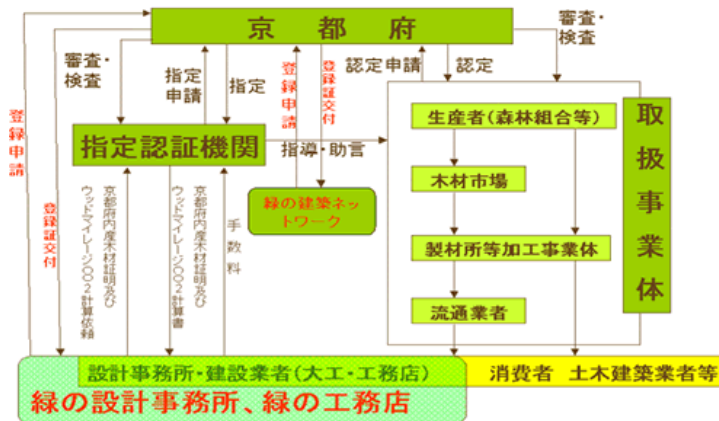 京都府
審査・
検査
指定
申請
指定
登録申請
登録証交付
認定申請
認定
審査・
検査
登録申請
登録証交付
指定認証機関
指導・助言
緑の建築ネッ
トワーク
生産者(森林組合等)
木材市場
製材所等加工事業体
流通業者
取扱事業体
京都府内産木材証明及び
ウッドマイレージCO2計算依頼
京都府内産木材証明及び
ウッドマイレージCO2計算書
手数料
設計事務所・建設業者(大工・工務店)
消費者 土木建築業者等
緑の設計事務所、緑の工務店